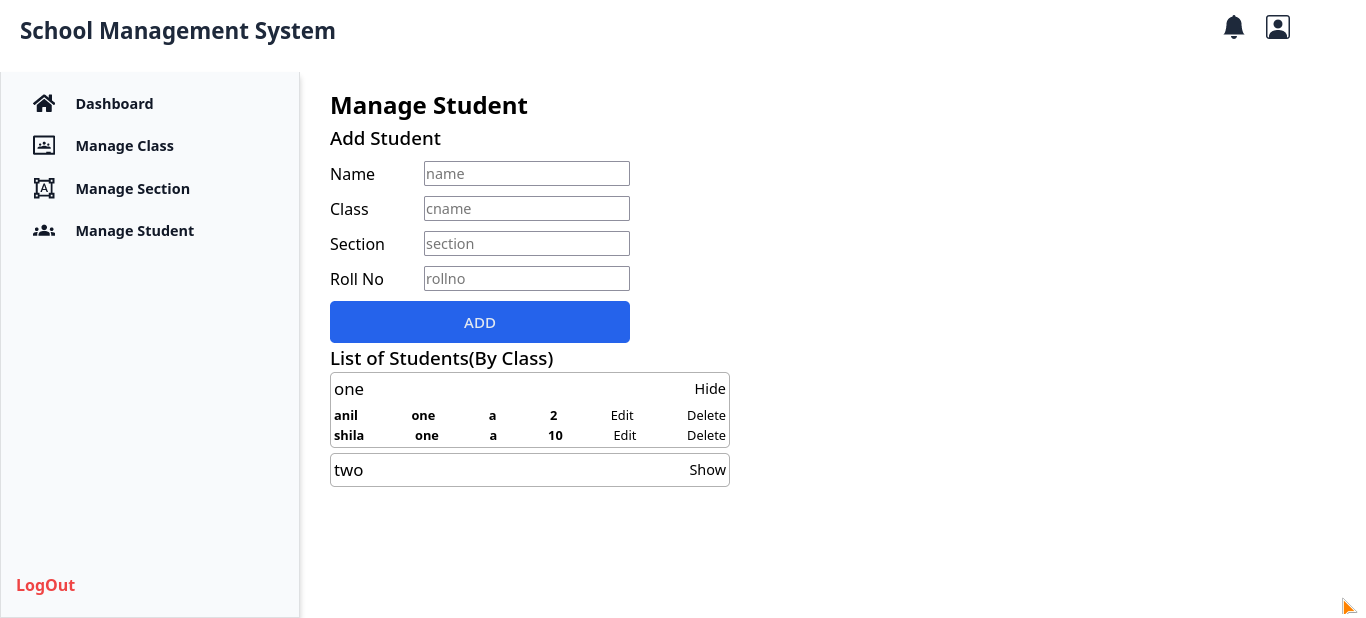 School Management System
Dashboard
Manage Class
A
Manage Section
Manage Student
LogOut
Manage Student
Add Student
Name name
Class cname
Section section
Roll No rollno
ADD
List of Students(By Class)
one Hide
anil one a 2 Edit Delete
shila one a 10 Edit Delete
two Show